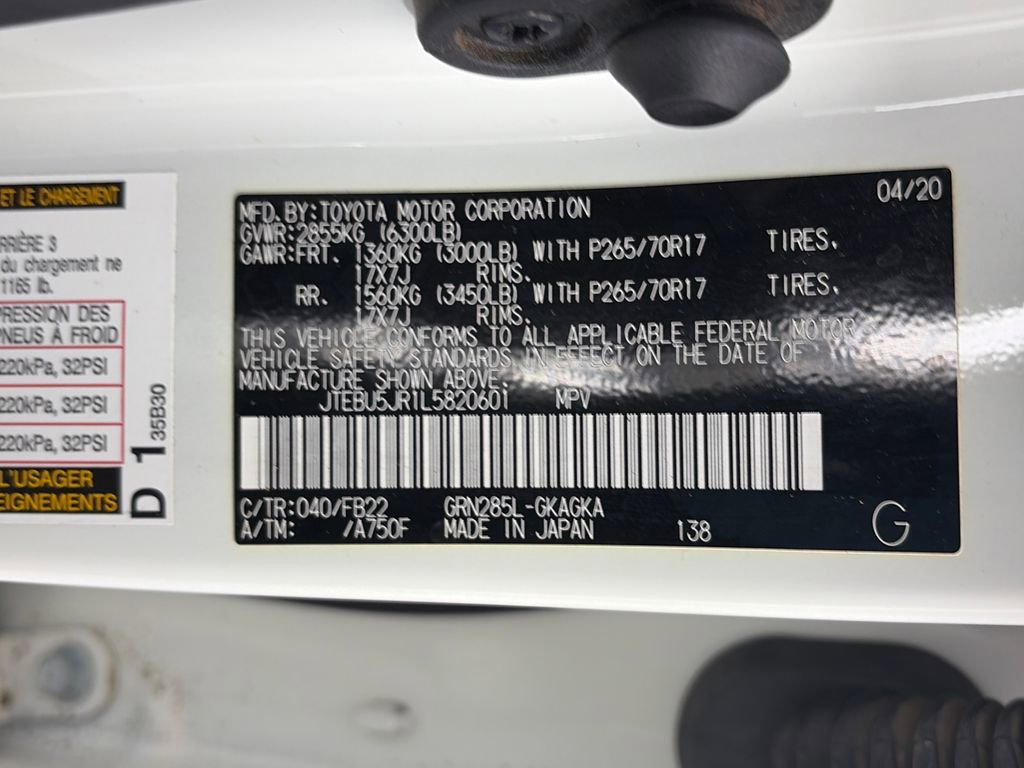 ET LE CHARGEMENT
RRIÈRE 3
du chargement ne
1165 lb.
PRESSION DES
PNEUS À FROID
220kPa, 32PSI
220kPa, 32PSI
220kPa, 32PSI
L'USAGER
EIGNEMENTS
D 1 35B30
04/20
MFD. BY: TOYOTA MOTOR CORPORATION
GVWR: 2855KG (6300LB)
GAWR: FRT. 1360KG (3000LB) WITH P265/70R17 TIRES.
17X7J RIMS.
RR. 1560KG (3450LB) WITH P265/70R17 TIRES.
17X7J RIMS.
THIS VEHICLE CONFORMS TO ALL APPLICABLE FEDERAL MOTOR
VEHICLE SAFETY STANDARDS IN EFFECT ON THE DATE OF
MANUFACTURE SHOWN ABOVE.
JTEBU5JR1L5820601 MPV
C/TR: 040/FB22 GRN285L-GKAGKA
A/TM: /A750F MADE IN JAPAN 138
G